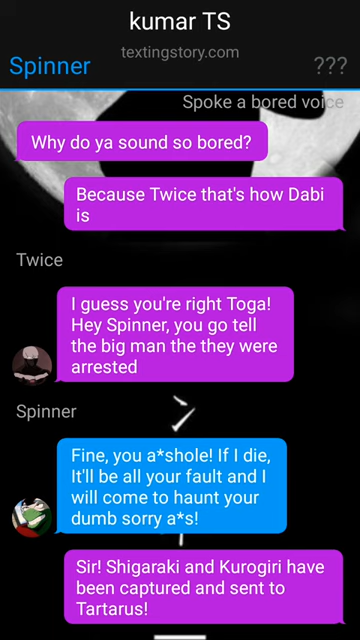 kumar TS
textingstory.com
Spinner
???
Spoke a bored voice
Why do ya sound so bored?
Because Twice that's how Dabi
is
Twice
I guess you're right Toga!
Hey Spinner, you go tell
the big man the they were
arrested
Spinner
Fine, you a*shole! If I die,
It'll be all your fault and I
will come to haunt your
dumb sorry a*s!
Sir! Shigaraki and Kurogiri have
been captured and sent to
Tartarus!